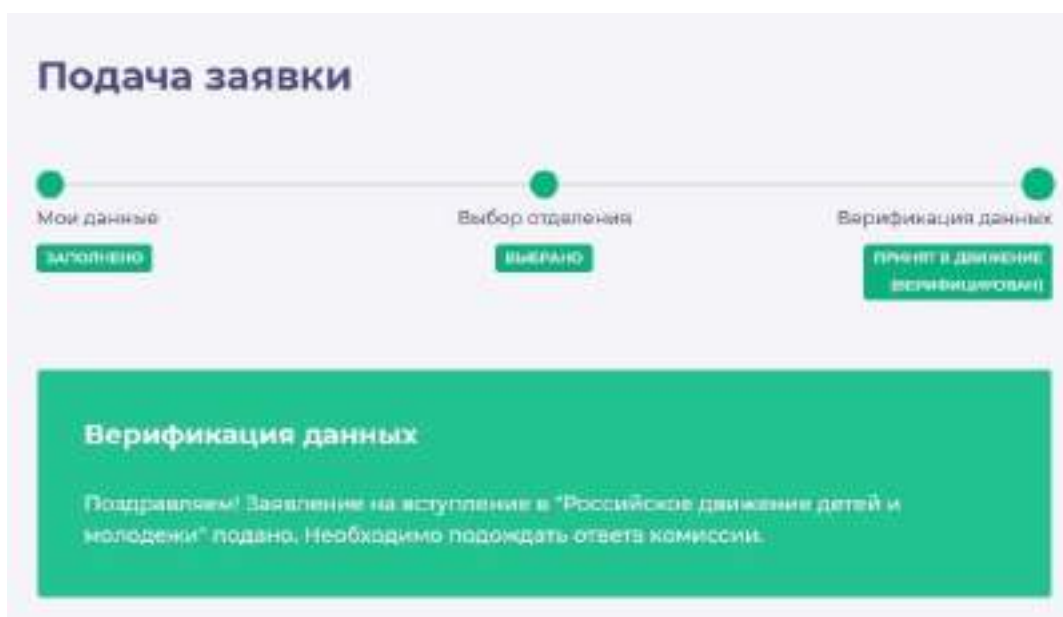 Подача заявки
Мои данные
Выбор отделения
Верификация данных
ЗАПОЛНЕНО
ВЫБРАНО
ПРИНЯТ В ДВИЖЕНИЕ
(ВЕРИФИЦИРОВАН)
Верификация данных
Поздравляем! Заявление на вступление в "Российское движение детей и
молодежи" подано. Необходимо подождать ответа комиссии.